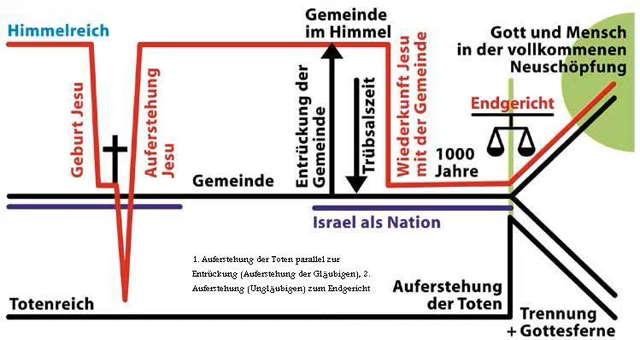 Himmelreich
Geburt Jesu
Auferstehung
Jesu
Gemeinde
im Himmel
Entrückung der
Gemeinde
Trübsalszeit
Wiederkunft Jesu
mit der Gemeinde
Gott und Mensch
in der vollkommenen
Neuschöpfung
Endgericht
1000
Jahre
Gemeinde
Israel als Nation
1. Auferstehung der Toten parallel zur
Entrückung (Auferstehung der Gläubigen), 2.
Auferstehung (Ungläubigen) zum Endgericht
Totenreich
Auferstehung
der Toten
Trennung
+ Gottesferne